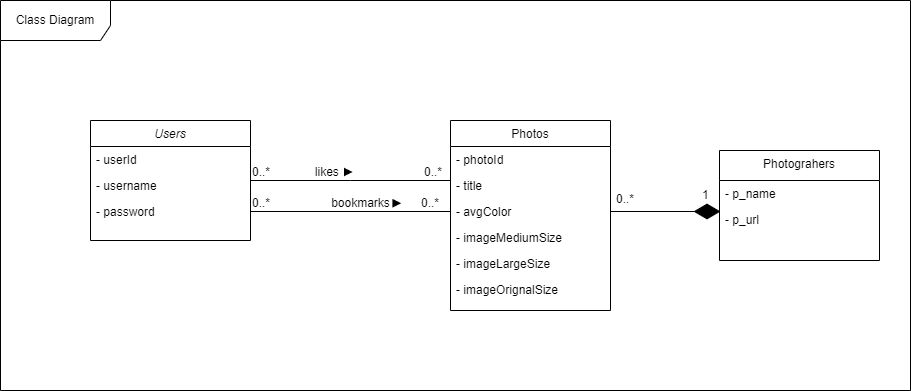 Class Diagram
Users
- userId
- username
- password
0..* likes ► 0..*
0..* bookmarks ► 0..*
Photos
- photoId
- title
- avgColor
- imageMediumSize
- imageLargeSize
- imageOrignalSize
0..* 1
Photograhers
- p_name
- p_url